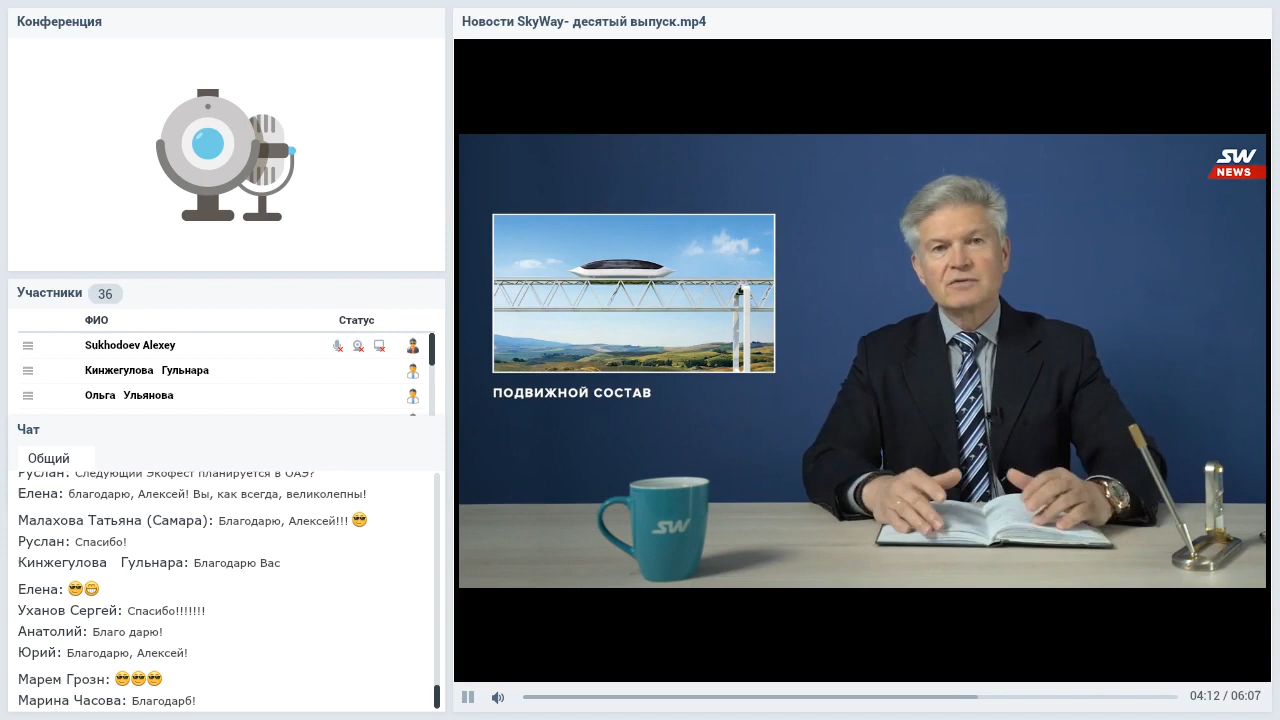 Конференция
Участники 36
ФИО Статус
Sukhodoev Alexey
Кинжегулова Гульнара
Ольга Ульянова
Чат
Общий
Руслан: Следующий Экофест планируется в ОАЭ?
Елена: благодарю, Алексей! Вы, как всегда, великолепны!
Малахова Татьяна (Самара): Благодарю, Алексей!!!
Руслан: Спасибо!
Кинжегулова Гульнара: Благодарю Вас
Елена:
Уханов Сергей: Спасибо!!!!!!!
Анатолий: Благо дарю!
Юрий: Благодарю, Алексей!
Марем Грозн:
Марина Часова: Благодарб!
Новости SkyWay- десятый выпуск.mp4
SW
NEWS
ПОДВИЖНОЙ СОСТАВ
SW
04:12 / 06:07